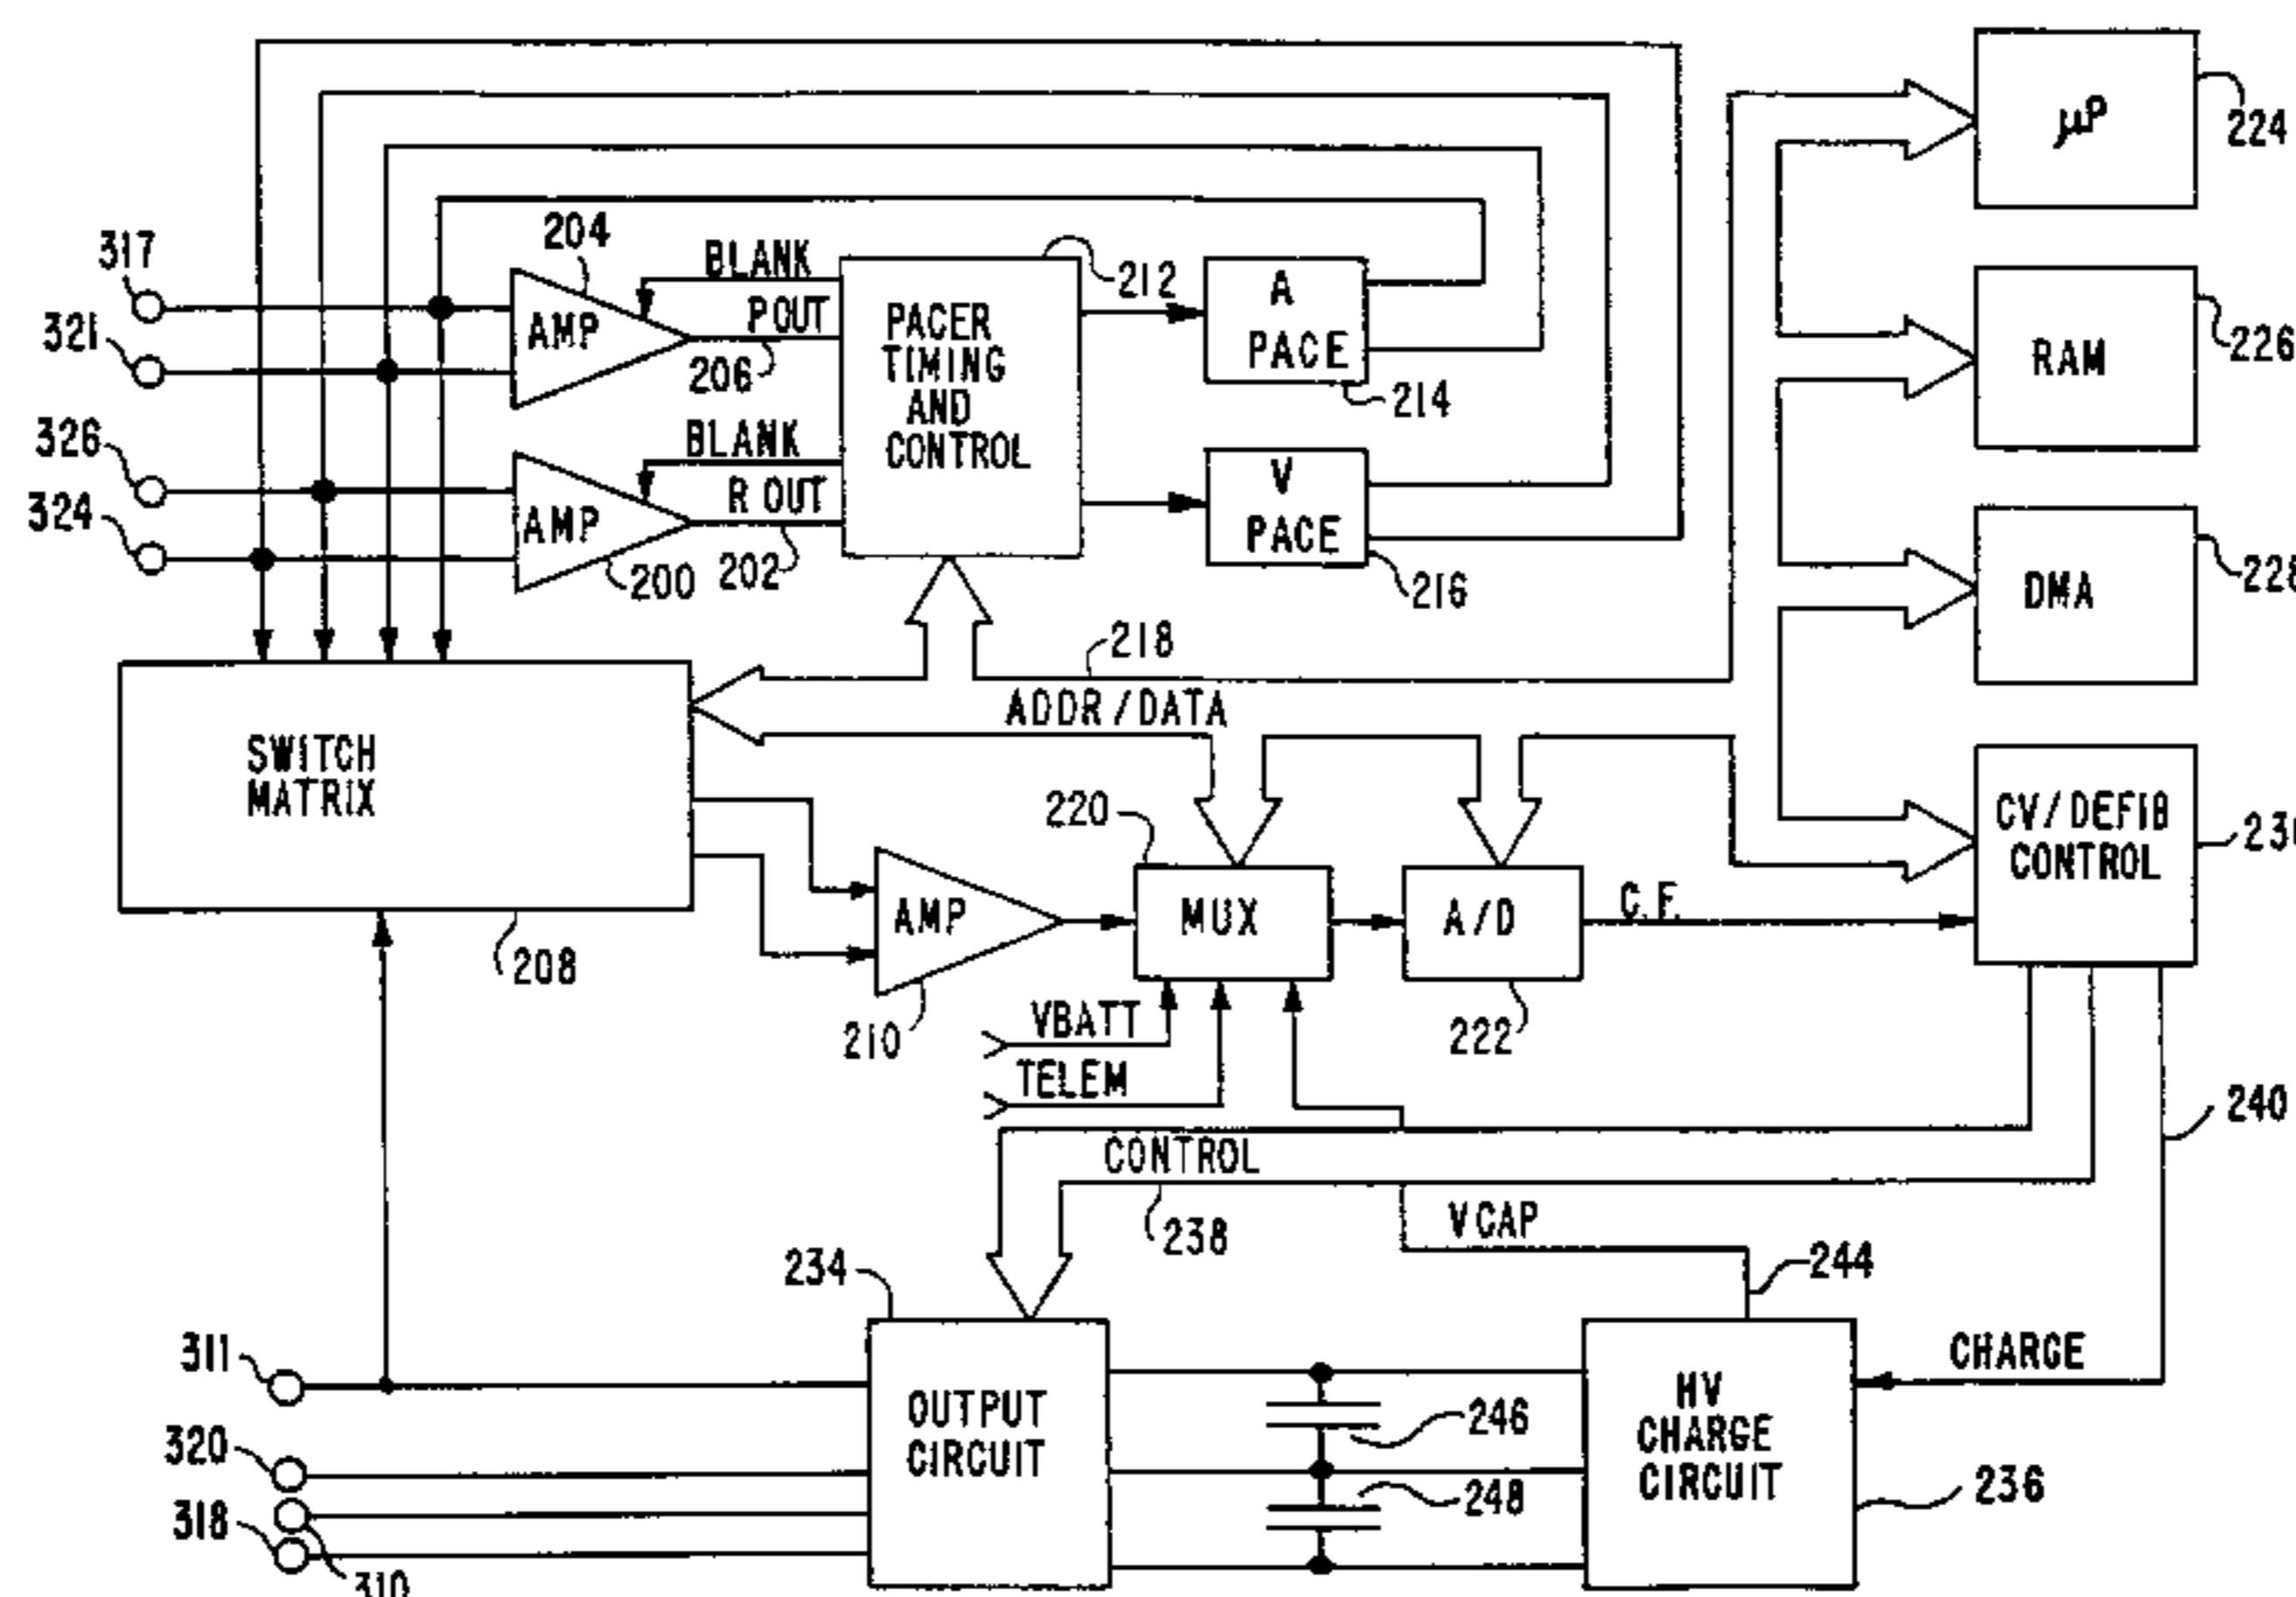 µP
224
204
BLANK
317
AMP
P OUT
206
PACER
TIMING
AND
CONTROL
212
A
PACE
214
RAM
226
321
326
BLANK
R OUT
324
AMP
200
202
V
PACE
216
DMA
218
ADDR/DATA
SWITCH
MATRIX
208
220
CV/DEFIB
CONTROL
AMP
210
MUX
A/D
222
C.F.
VBATT
TELEM
240
CONTROL
238
VCAP
244
234
311
CHARGE
OUTPUT
CIRCUIT
246
HV
CHARGE
CIRCUIT
320
248
236
318
310